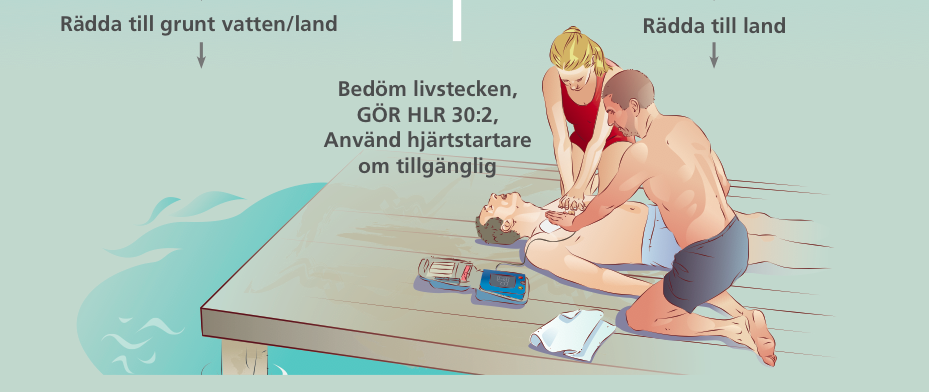 Rädda till grunt vatten/land
Rädda till land
Bedöm livstecken,
GÖR HLR 30:2,
Använd hjärtstartare
om tillgänglig